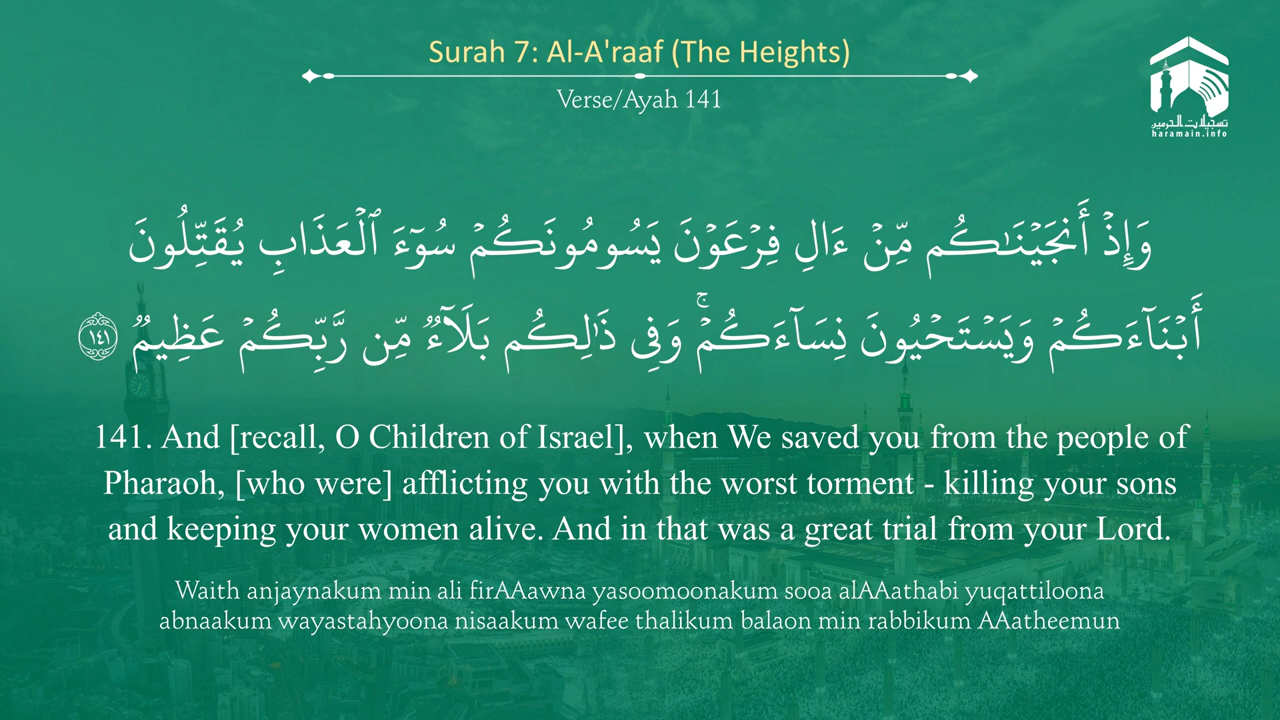 Surah 7: Al-A'raaf (The Heights)
Verse/Ayah 141
تسجيلات الحرمين
haramain.info
وَإِذۡ أَنجَيۡنَٰكُم مِّنۡ ءَالِ فِرۡعَوۡنَ يَسُومُونَكُمۡ سُوٓءَ ٱلۡعَذَابِ يُقَتِّلُونَ
أَبۡنَآءَكُمۡ وَيَسۡتَحۡيُونَ نِسَآءَكُمۡۚ وَفِي ذَٰلِكُم بَلَآءٞ مِّن رَّبِّكُمۡ عَظِيمٞ ١٤١
141. And [recall, O Children of Israel], when We saved you from the people of
Pharaoh, [who were] afflicting you with the worst torment - killing your sons
and keeping your women alive. And in that was a great trial from your Lord.
Waith anjaynakum min ali firAAawna yasoomoonakum sooa alAAathabi yuqattiloona
abnaakum wayastahyoona nisaakum wafee thalikum balaon min rabbikum AAatheemun